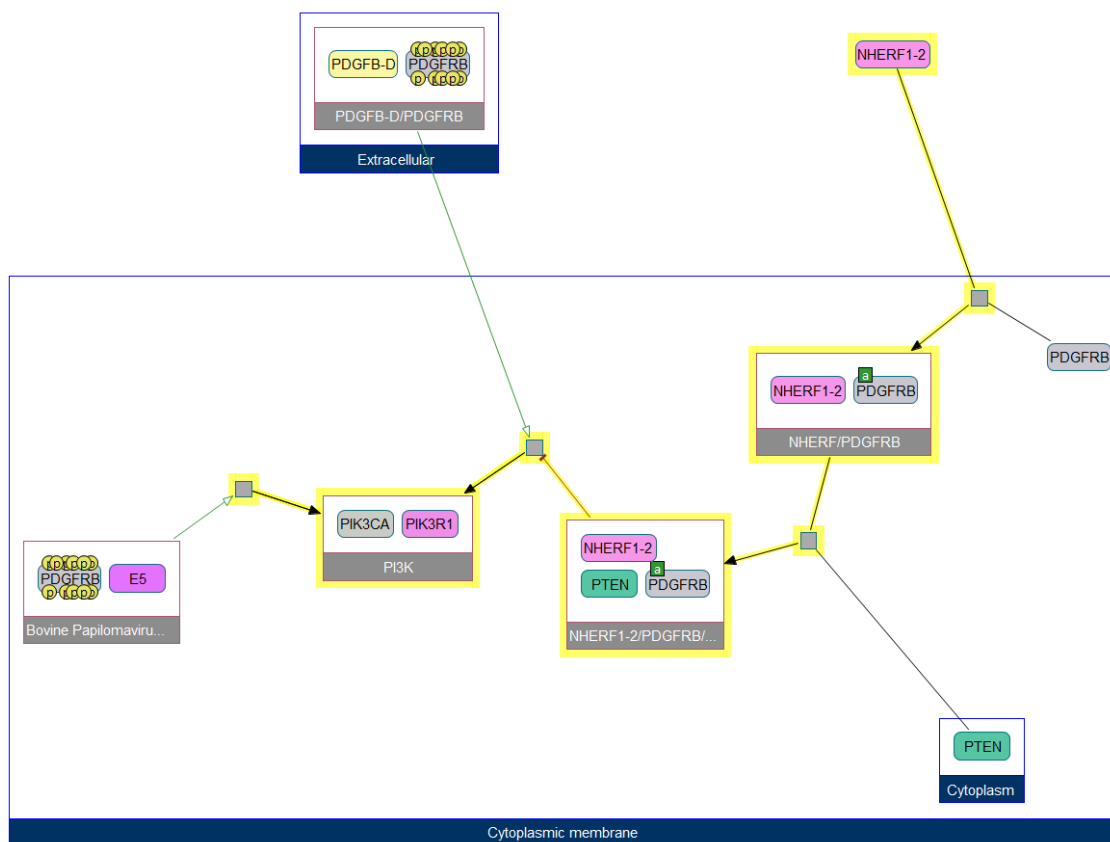 NHERF1-2
PDGFB-D
p p p p p
PDGFRB
p p p p p
PDGFB-D/PDGFRB
Extracellular
PDGFRB
a
NHERF1-2
PDGFRB
NHERF/PDGFRB
PIK3CA
PIK3R1
PI3K
NHERF1-2
a
PTEN
PDGFRB
NHERF1-2/PDGFRB/...
p p p p p
PDGFRB
p p p p p
E5
Bovine Papilomaviru...
PTEN
Cytoplasm
Cytoplasmic membrane